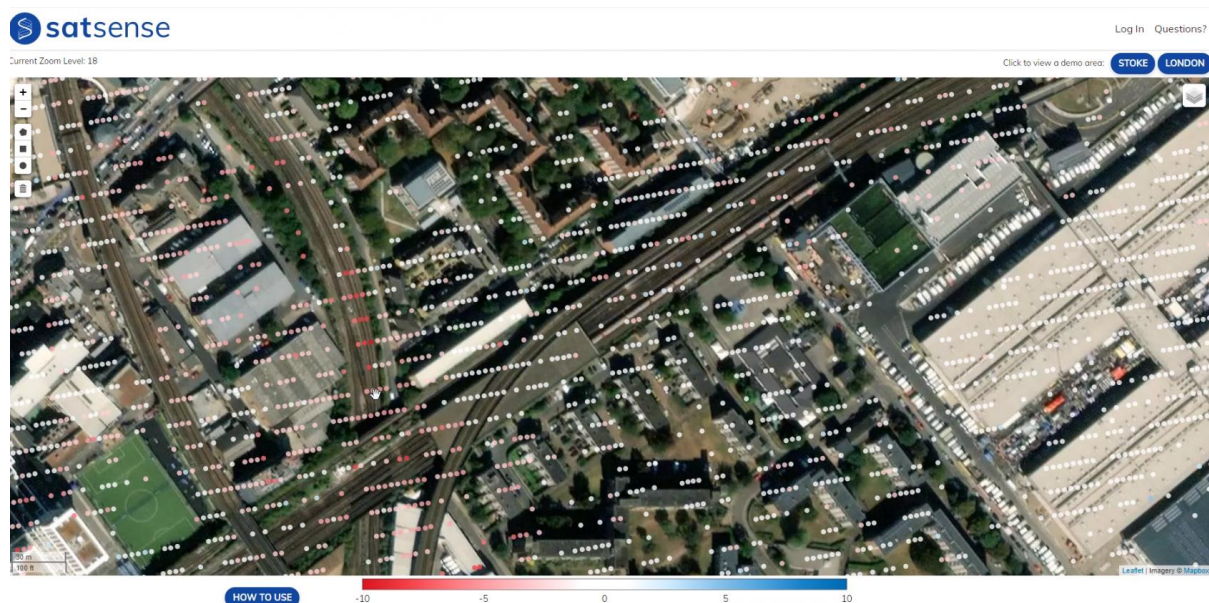 satsense
Log In Questions?
Current Zoom Level: 18
Click to view a demo area: STOKE LONDON
+
-
50 m
100 ft
Leaflet | Imagery © Mapbox
HOW TO USE
-10 -5 0 5 10